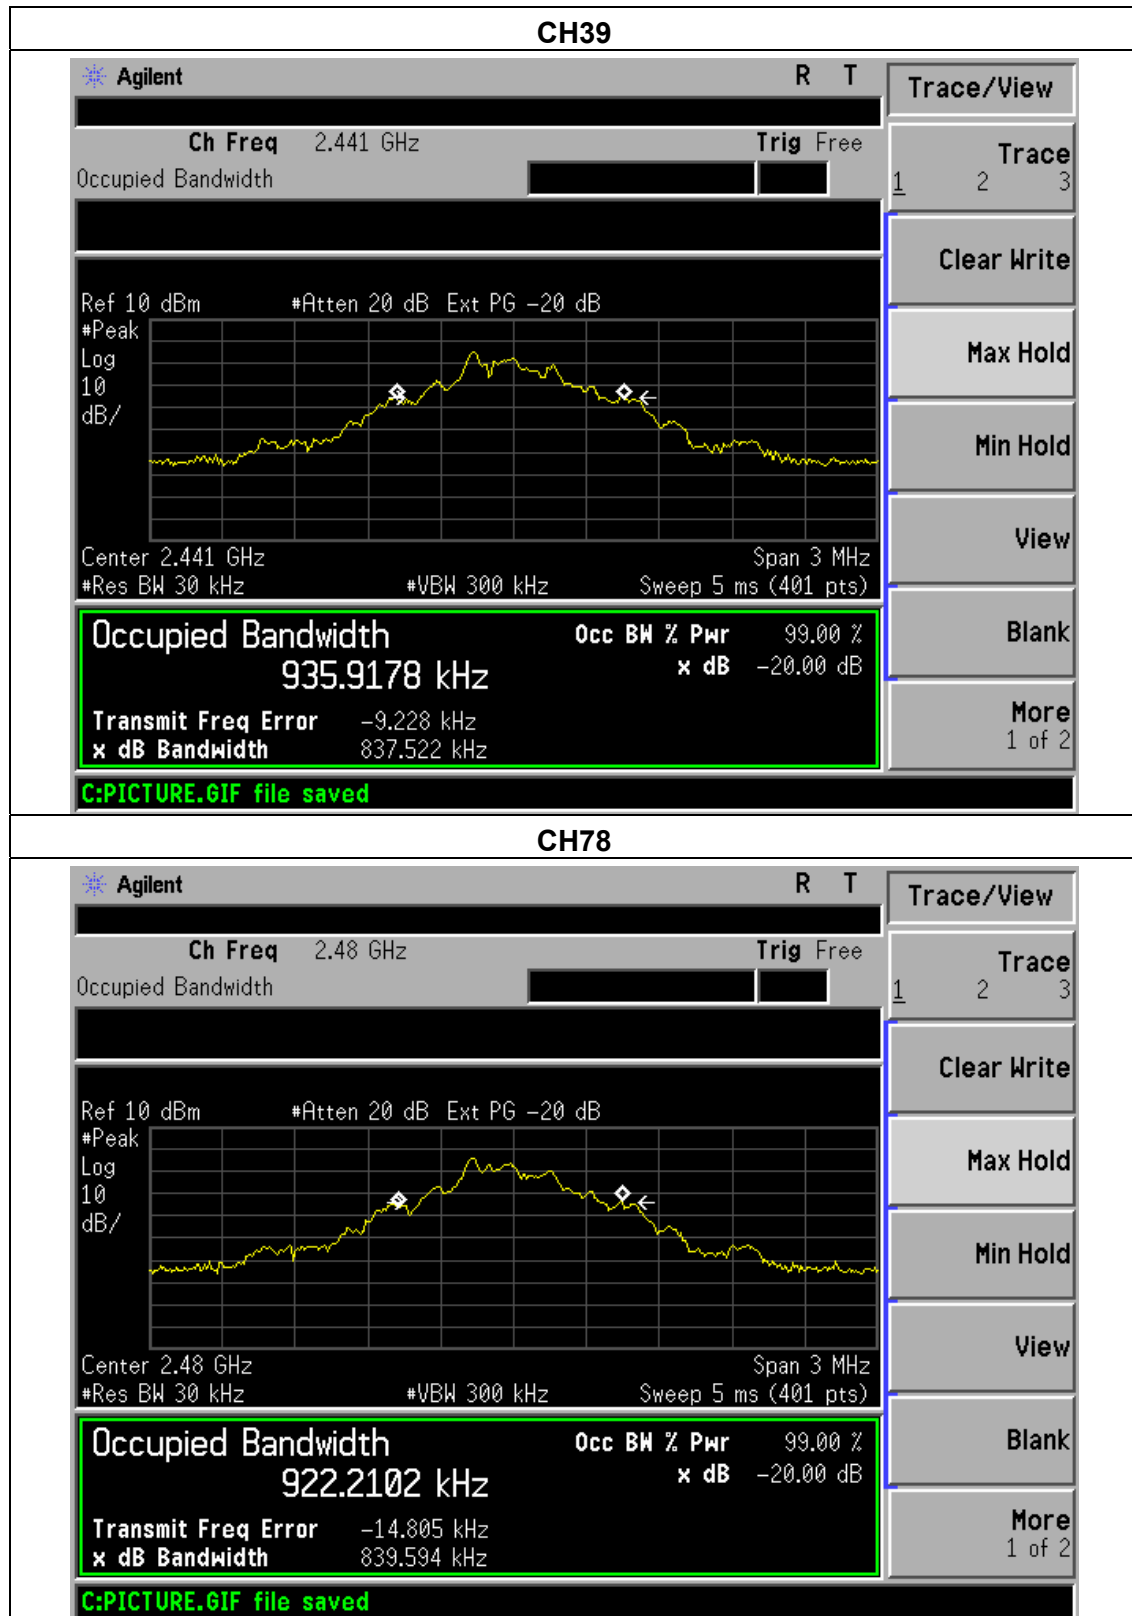 CH39
Agilent R T
Trace/View
Ch Freq 2.441 GHz Trig Free
Occupied Bandwidth
Trace
1 2 3
Clear Write
Ref 10 dBm #Atten 20 dB Ext PG -20 dB
#Peak
Log
10
dB/
Max Hold
Min Hold
View
Center 2.441 GHz Span 3 MHz
#Res BW 30 kHz #VBW 300 kHz Sweep 5 ms (401 pts)
Occupied Bandwidth Occ BW % Pwr 99.00 %
935.9178 kHz x dB -20.00 dB
Blank
Transmit Freq Error -9.228 kHz
x dB Bandwidth 837.522 kHz
More
1 of 2
C:PICTURE.GIF file saved
CH78
Agilent R T
Trace/View
Ch Freq 2.48 GHz Trig Free
Occupied Bandwidth
Trace
1 2 3
Clear Write
Ref 10 dBm #Atten 20 dB Ext PG -20 dB
#Peak
Log
10
dB/
Max Hold
Min Hold
View
Center 2.48 GHz Span 3 MHz
#Res BW 30 kHz #VBW 300 kHz Sweep 5 ms (401 pts)
Occupied Bandwidth Occ BW % Pwr 99.00 %
922.2102 kHz x dB -20.00 dB
Blank
Transmit Freq Error -14.805 kHz
x dB Bandwidth 839.594 kHz
More
1 of 2
C:PICTURE.GIF file saved